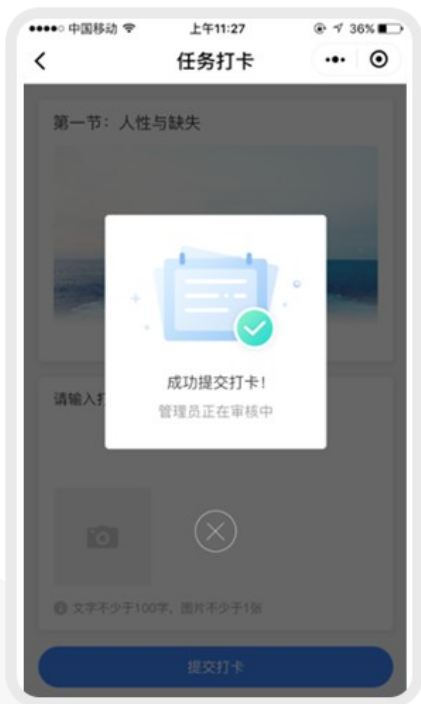 中国移动 上午11:27 36%
任务打卡
第一节：人性与缺失
成功提交打卡！
管理员正在审核中
请输入打
文字不少于100字，图片不少于1张
提交打卡